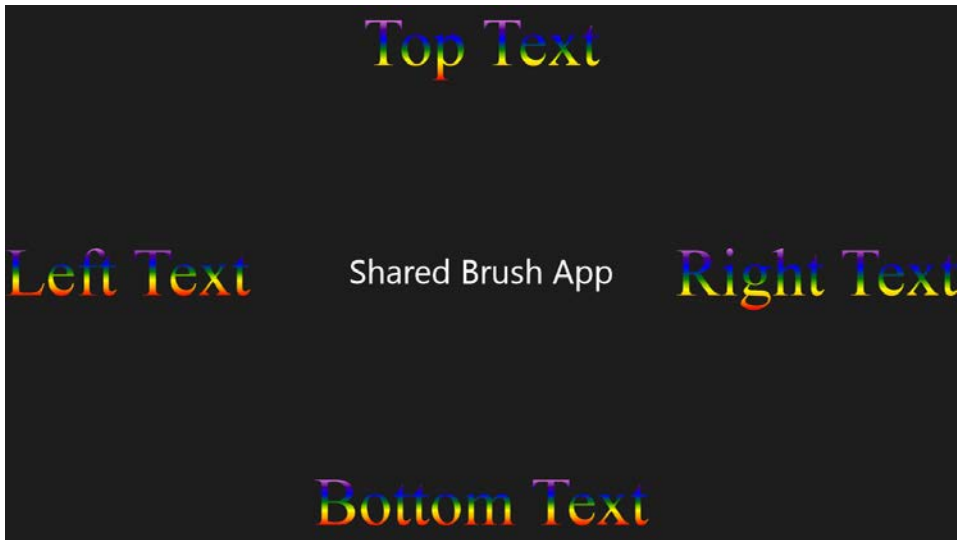 Top Text
Left Text
Shared Brush App
Right Text
Bottom Text